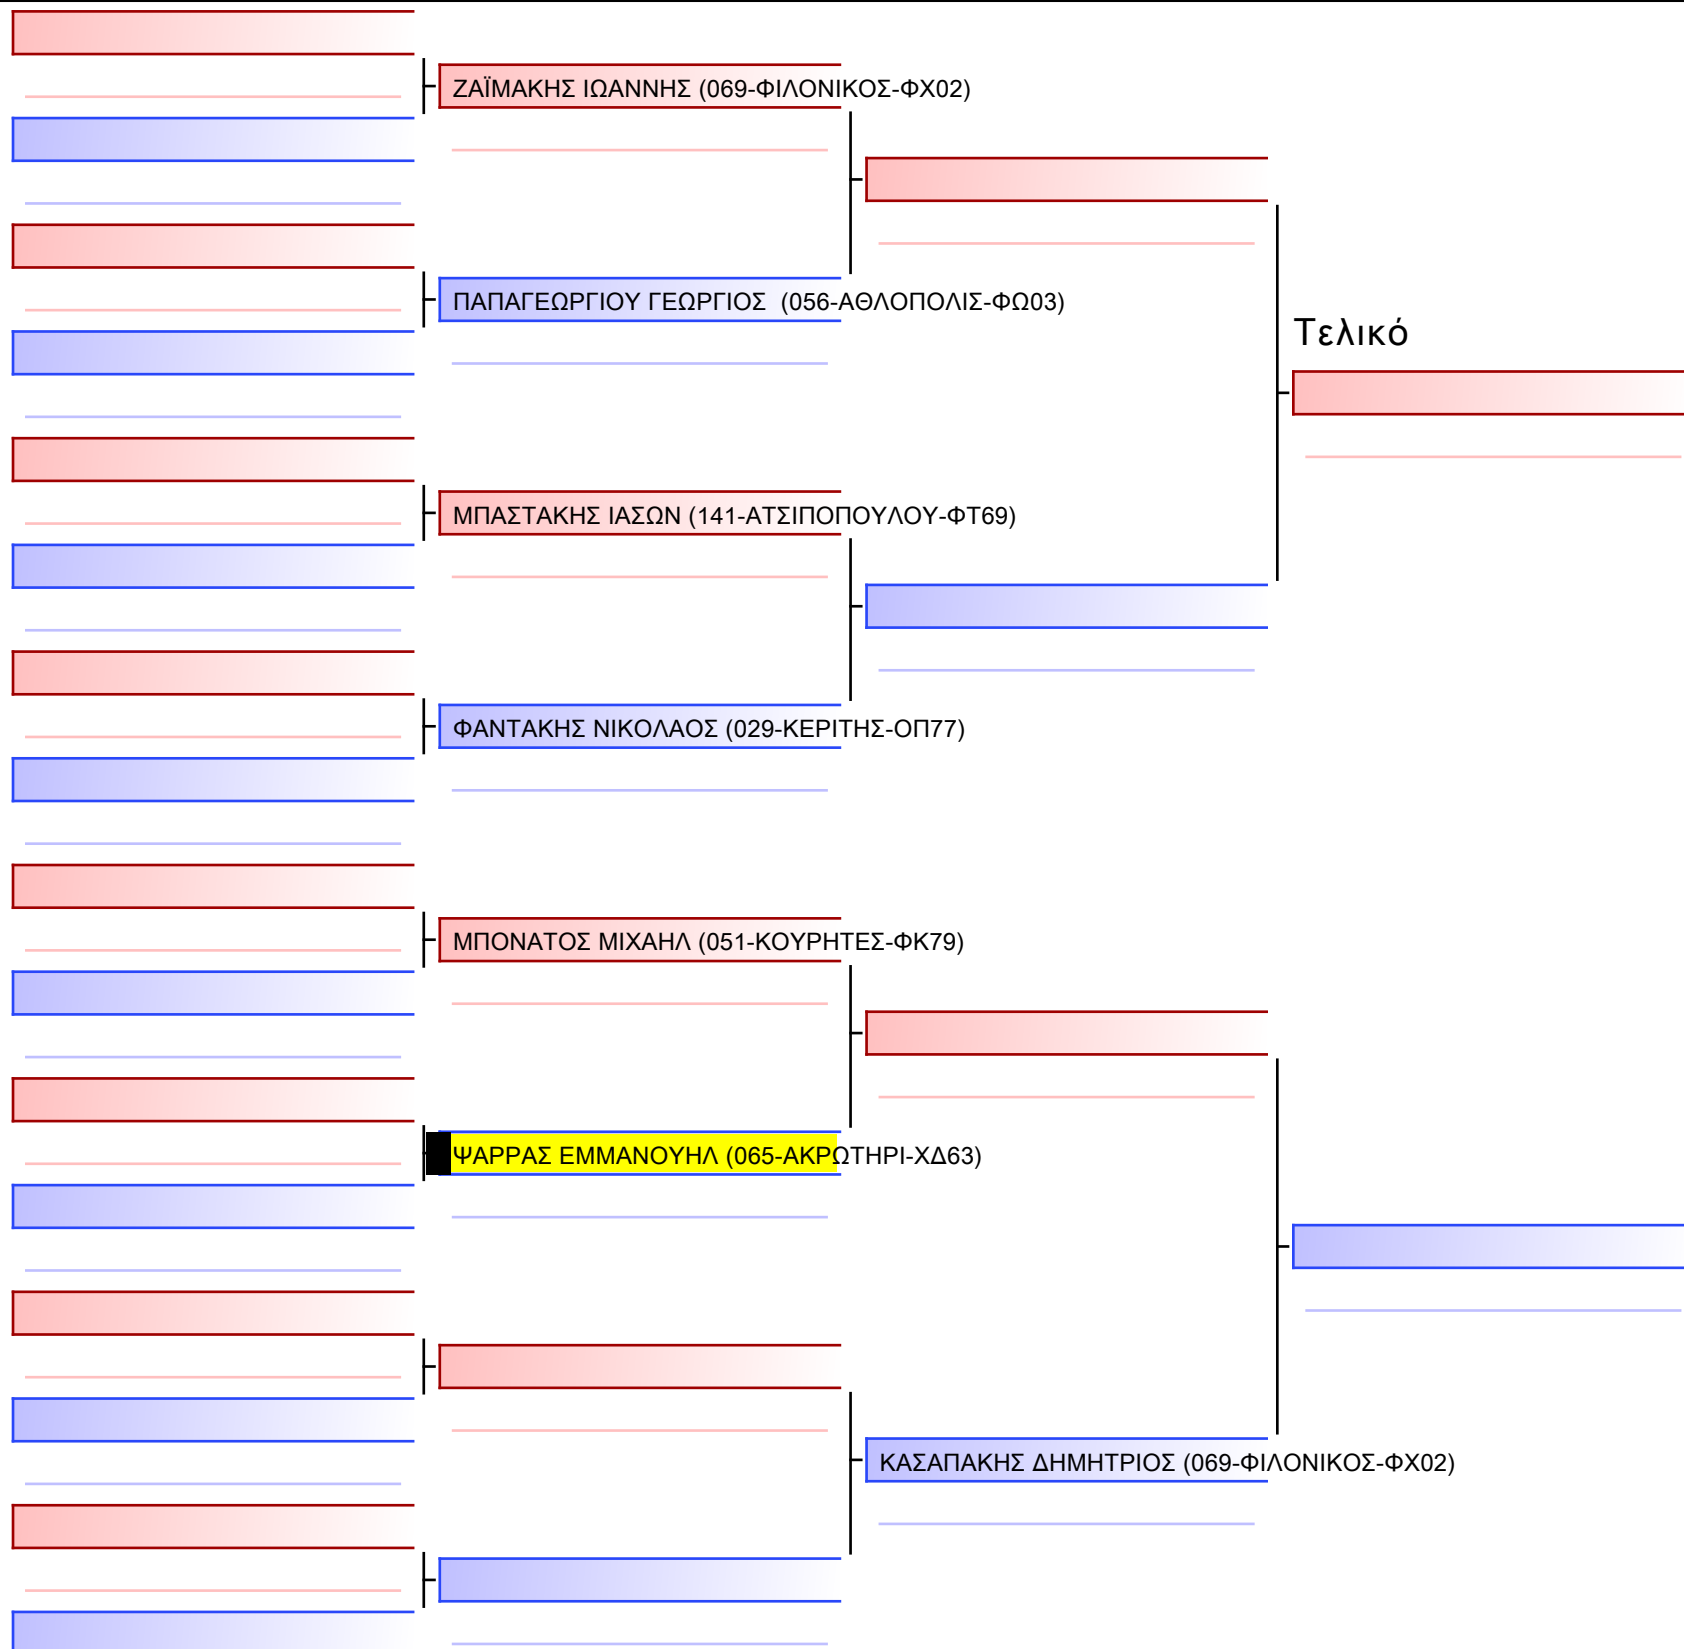 ΖΑΪΜΑΚΗΣ ΙΩΑΝΝΗΣ (069-ΦΙΛΟΝΙΚΟΣ-ΦΧ02)
ΠΑΠΑΓΕΩΡΓΙΟΥ ΓΕΩΡΓΙΟΣ  (056-ΑΘΛΟΠΟΛΙΣ-ΦΩ03)
Τελικό
ΜΠΑΣΤΑΚΗΣ ΙΑΣΩΝ (141-ΑΤΣΙΠΟΠΟΥΛΟΥ-ΦΤ69)
ΦΑΝΤΑΚΗΣ ΝΙΚΟΛΑΟΣ (029-ΚΕΡΙΤΗΣ-ΟΠ77)
ΜΠΟΝΑΤΟΣ ΜΙΧΑΗΛ (051-ΚΟΥΡΗΤΕΣ-ΦΚ79)
ΨΑΡΡΑΣ ΕΜΜΑΝΟΥΗΛ (065-ΑΚΡΩΤΗΡΙ-ΧΔ63)
ΚΑΣΑΠΑΚΗΣ ΔΗΜΗΤΡΙΟΣ (069-ΦΙΛΟΝΙΚΟΣ-ΦΧ02)